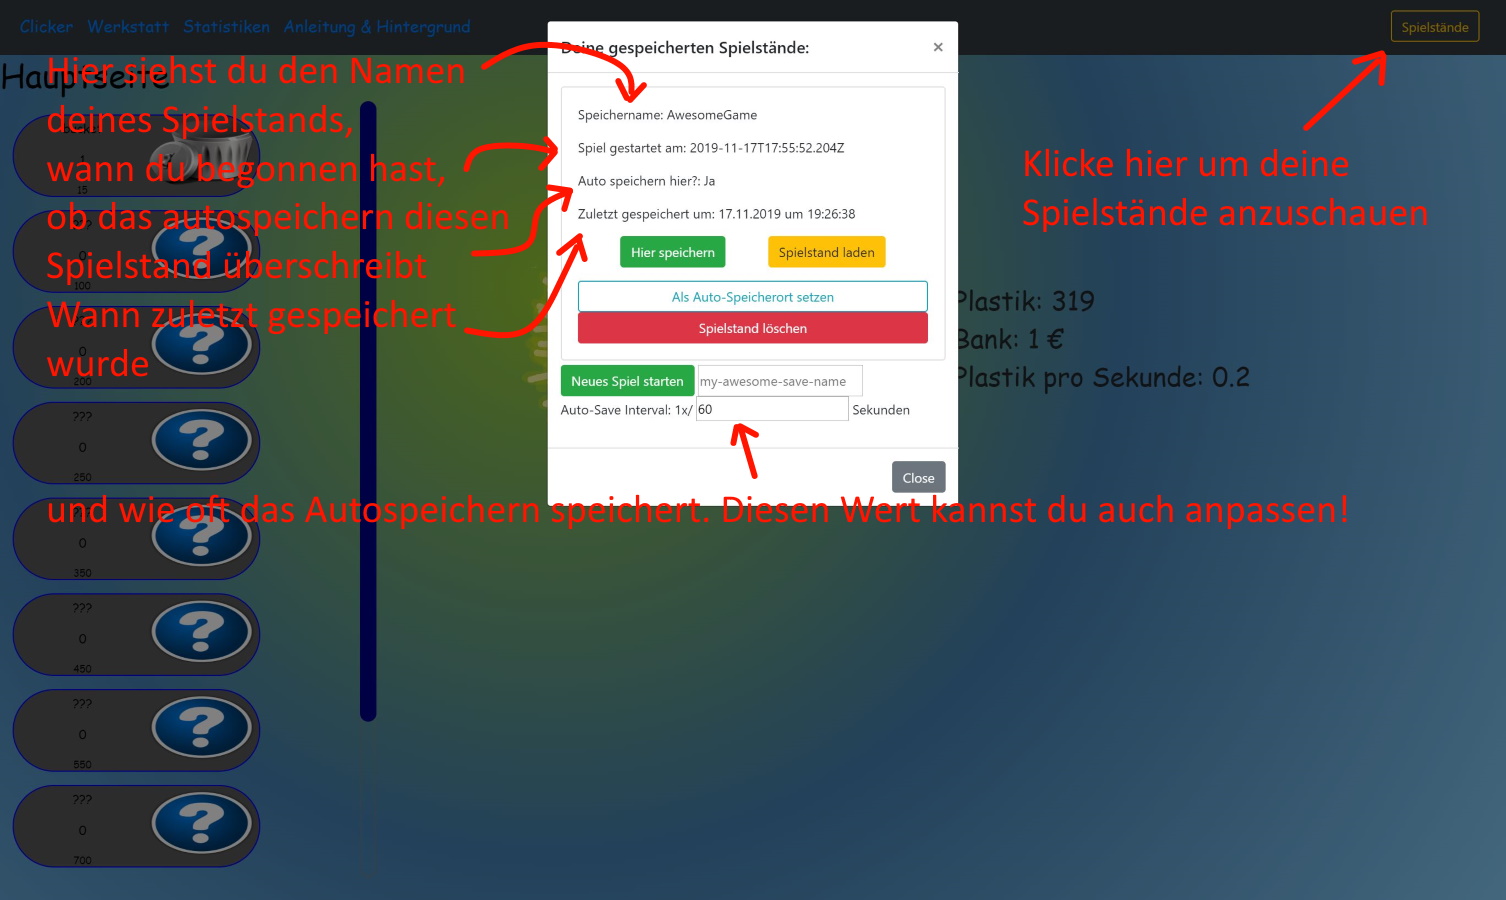 Clicker Werkstatt Statistiken Anleitung & Hintergrund
Spielstände
Hauptseite
Hier siehst du den Namen
deines Spielstands,
wann du begonnen hast,
ob das autospeichern diesen
Spielstand überschreibt
Wann zuletzt gespeichert
wurde
15
100
0
200
???
0
250
0
350
???
0
450
???
0
550
???
0
700
Deine gespeicherten Spielstände:
×
Speichername: AwesomeGame
Spiel gestartet am: 2019-11-17T17:55:52.204Z
Auto speichern hier?: Ja
Zuletzt gespeichert um: 17.11.2019 um 19:26:38
Hier speichern
Spielstand laden
Als Auto-Speicherort setzen
Spielstand löschen
Neues Spiel starten my-awesome-save-name
Auto-Save Interval: 1x/ 60 Sekunden
Close
Klicke hier um deine
Spielstände anzuschauen
Plastik: 319
Bank: 1 €
Plastik pro Sekunde: 0.2
und wie oft das Autospeichern speichert. Diesen Wert kannst du auch anpassen!